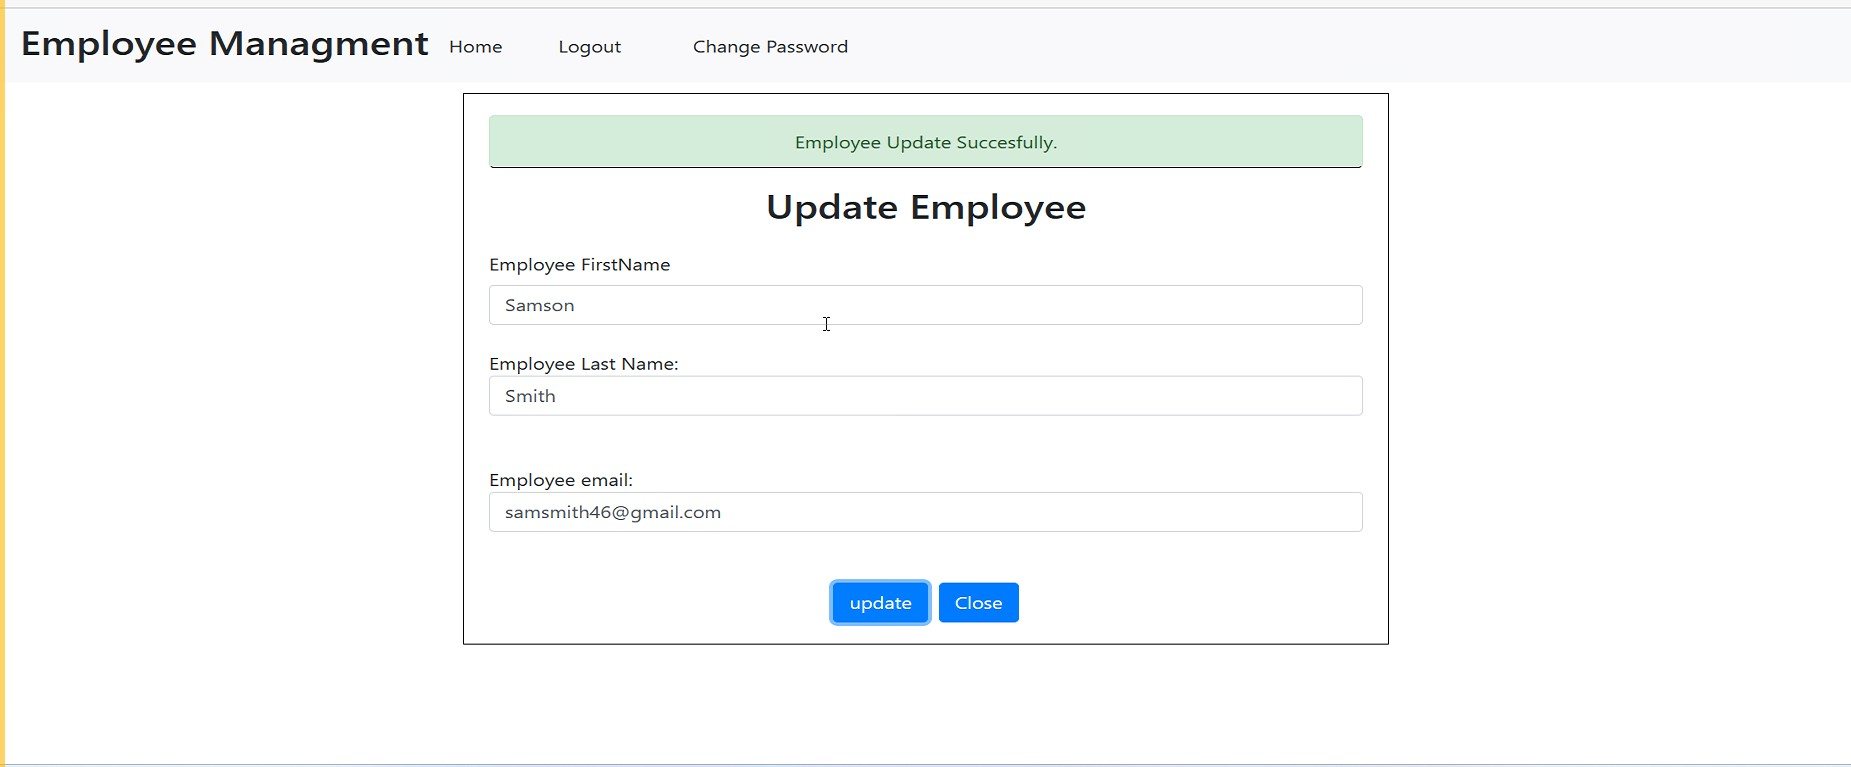 Employee Managment Home Logout Change Password
Employee Update Succesfully.
Update Employee
Employee FirstName
Samson
Employee Last Name:
Smith
Employee email:
samsmith46@gmail.com
update Close